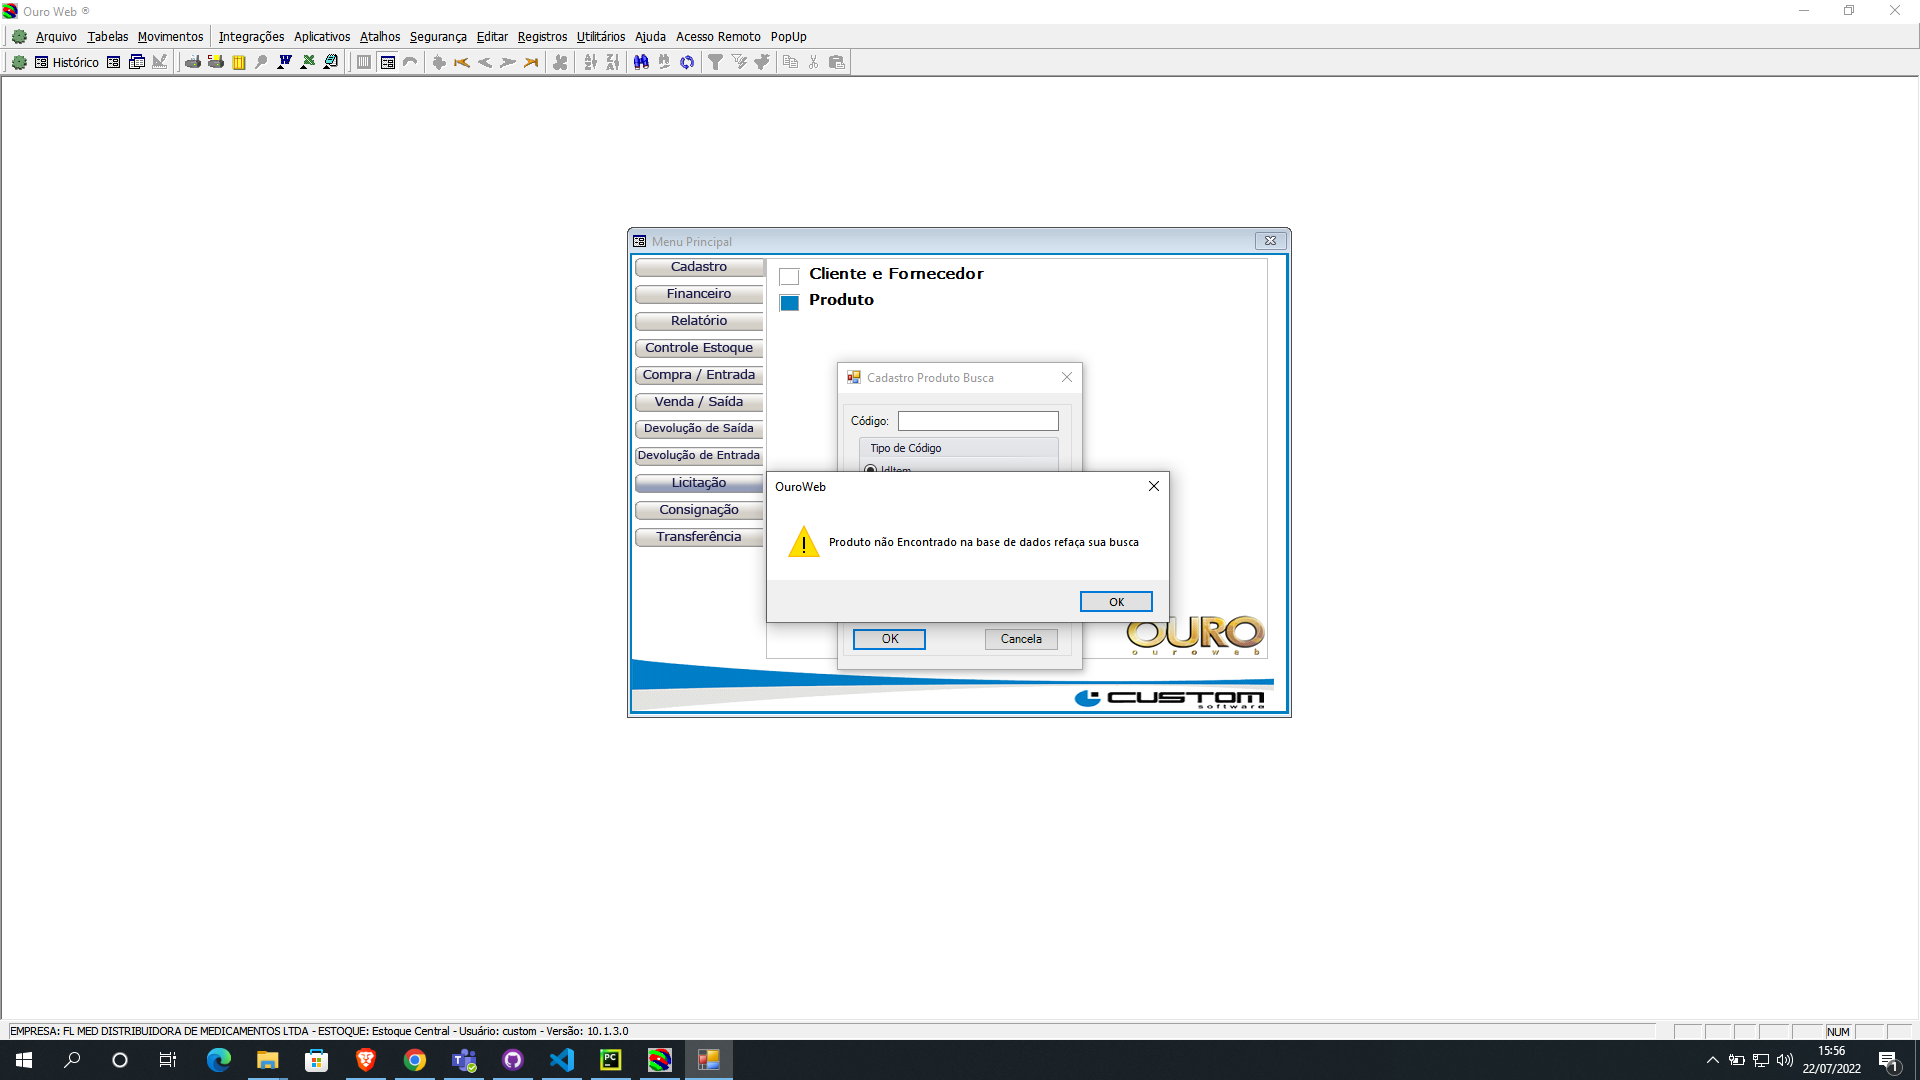 Ouro Web ®
Arquivo Tabelas Movimentos Integrações Aplicativos Atalhos Segurança Editar Registros Utilitários Ajuda Acesso Remoto PopUp
Histórico
Menu Principal
Cadastro
Financeiro
Relatório
Controle Estoque
Compra / Entrada
Venda / Saída
Devolução de Saída
Devolução de Entrada
Licitação
Consignação
Transferência
Cliente e Fornecedor
Produto
Cadastro Produto Busca
Código:
Tipo de Código
IdItem
OuroWeb
Produto não Encontrado na base de dados refaça sua busca
OK
OK Cancela
OURO
ouroweb
CUSTOM
software
EMPRESA: FL MED DISTRIBUIDORA DE MEDICAMENTOS LTDA - ESTOQUE: Estoque Central - Usuário: custom - Versão: 10.1.3.0
NUM
15:56
22/07/2022
1